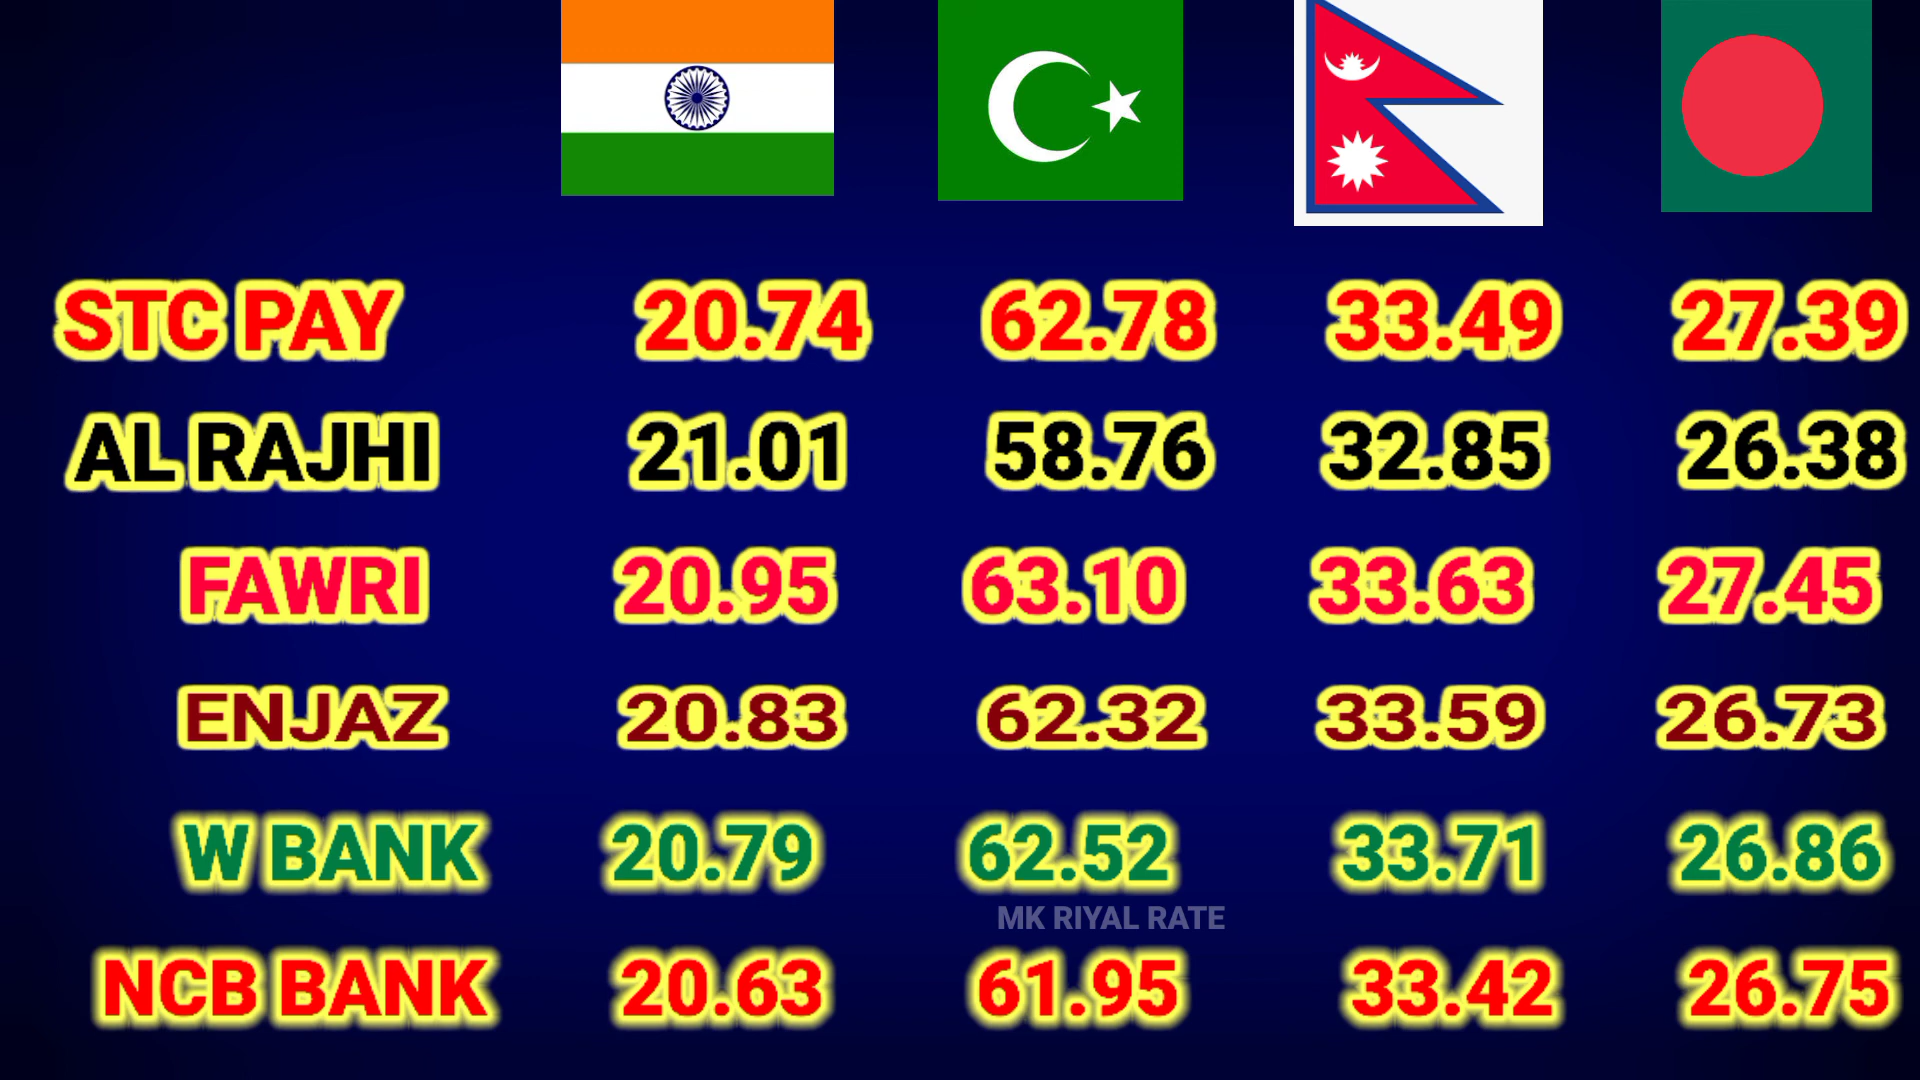 STC PAY 20.74 62.78 33.49 27.39
AL RAJHI 21.01 58.76 32.85 26.38
FAWRI 20.95 63.10 33.63 27.45
ENJAZ 20.83 62.32 33.59 26.73
W BANK 20.79 62.52 33.71 26.86
MK RIYAL RATE
NCB BANK 20.63 61.95 33.42 26.75